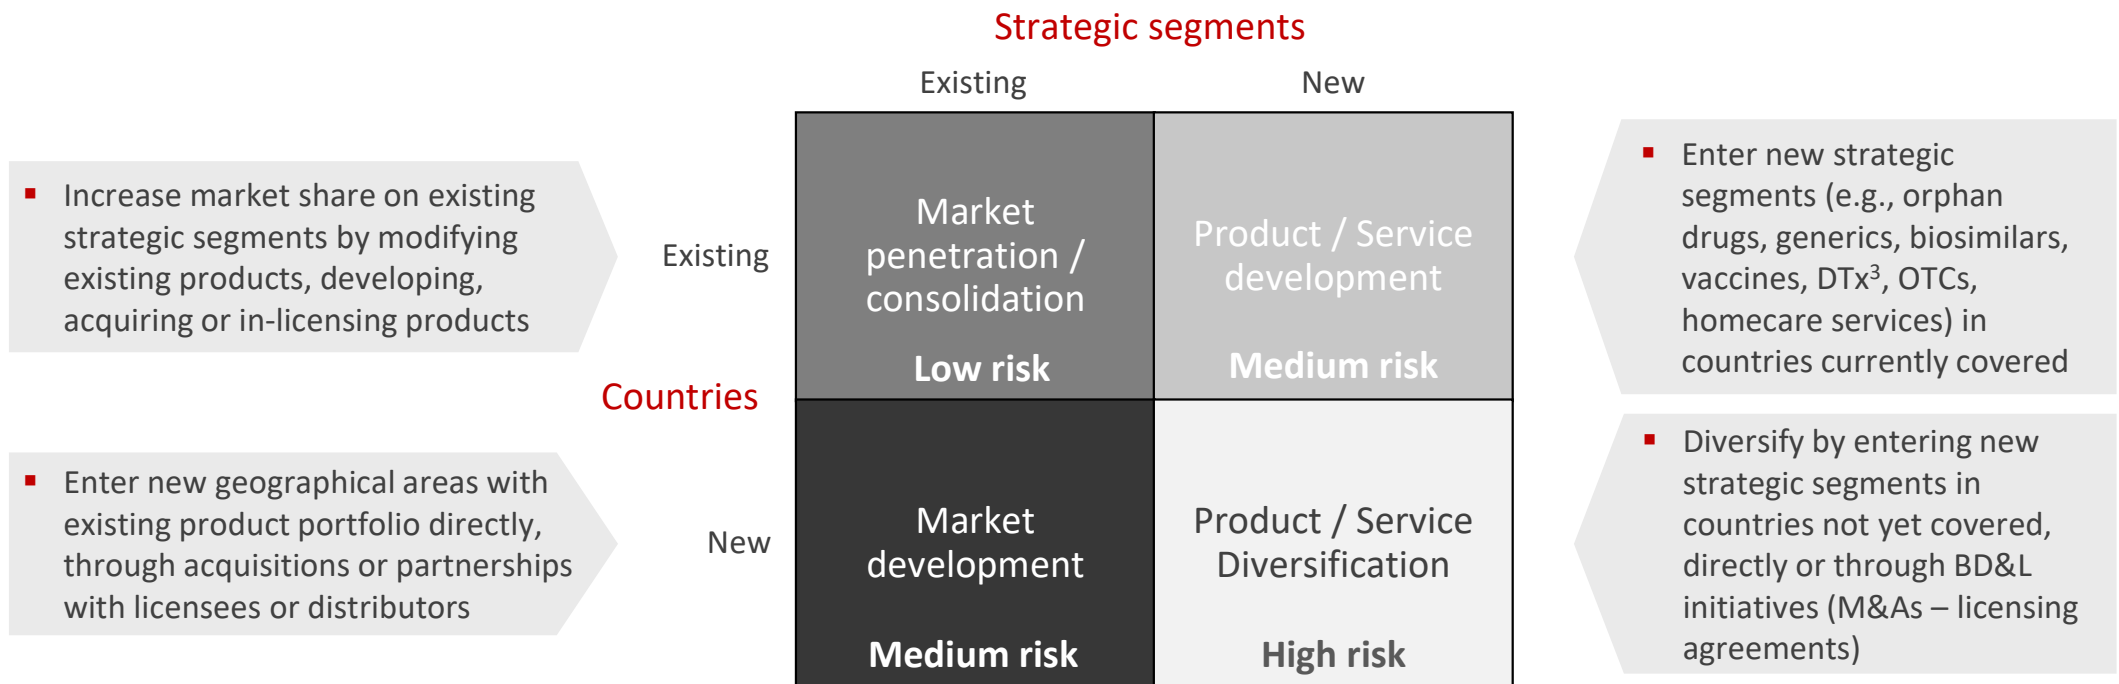 Strategic segments
Existing
New
▪ Increase market share on existing
strategic segments by modifying
existing products, developing,
acquiring or in-licensing products
Existing
Market
penetration /
consolidation
Low risk
Product / Service
development
Medium risk
▪ Enter new strategic
segments (e.g., orphan
drugs, generics, biosimilars,
vaccines, DTx³, OTCs,
homecare services) in
countries currently covered
Countries
▪ Enter new geographical areas with
existing product portfolio directly,
through acquisitions or partnerships
with licensees or distributors
New
Market
development
Medium risk
Product / Service
Diversification
High risk
▪ Diversify by entering new
strategic segments in
countries not yet covered,
directly or through BD&L
initiatives (M&As – licensing
agreements)